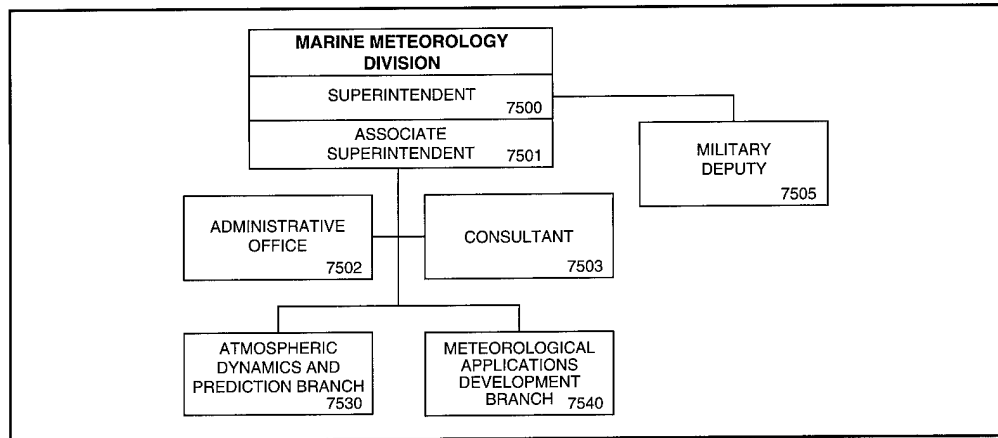 MARINE METEOROLOGY
DIVISION
SUPERINTENDENT
7500
ASSOCIATE
SUPERINTENDENT
7501
MILITARY
DEPUTY
7505
ADMINISTRATIVE
OFFICE
7502
CONSULTANT
7503
ATMOSPHERIC
DYNAMICS AND
PREDICTION BRANCH
7530
METEOROLOGICAL
APPLICATIONS
DEVELOPMENT
BRANCH
7540